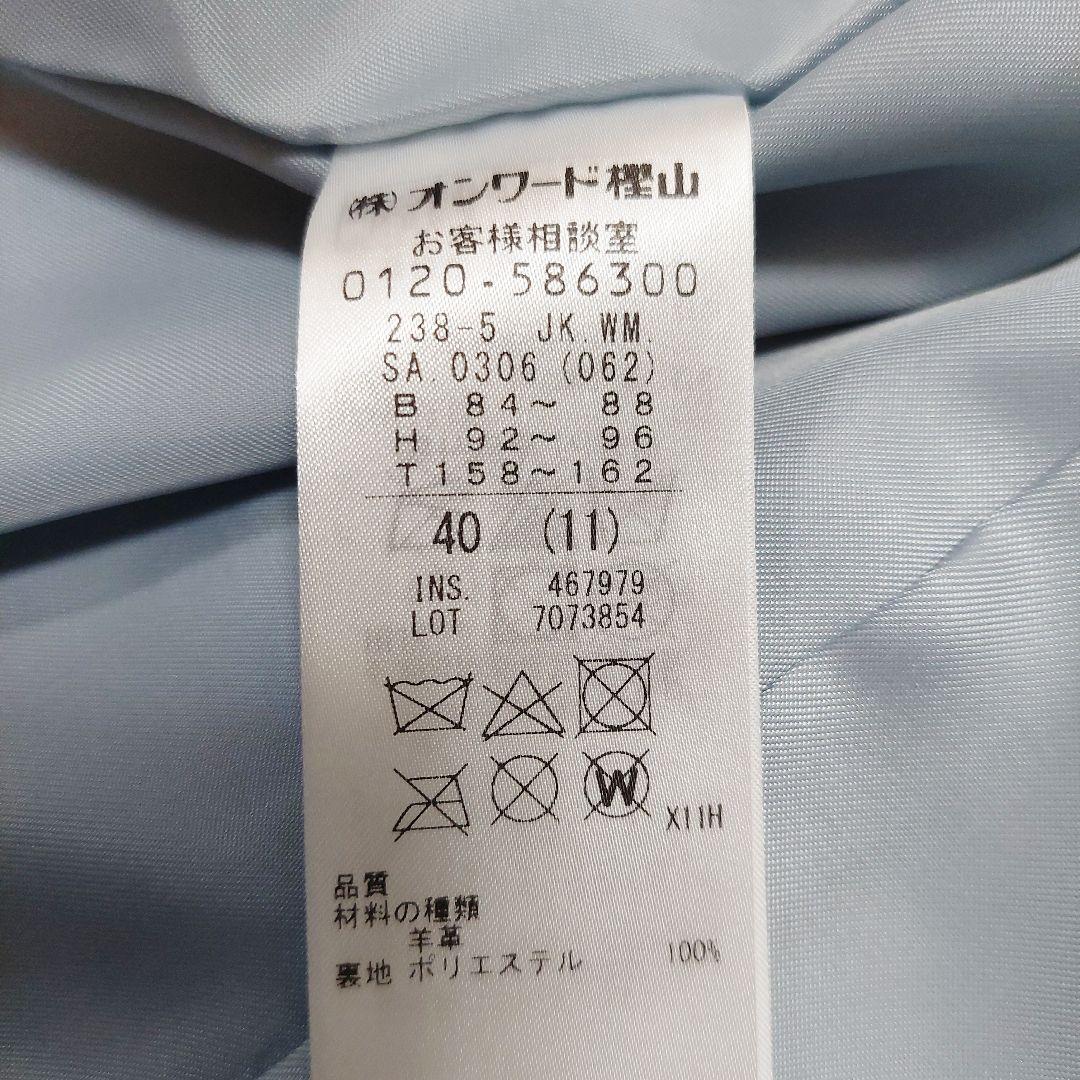 (株)オンワード樫山
お客様相談室
0120-586300
238-5 JK.WM.
SA.0306(062)
B 84~ 88
H 92~ 96
T158~162
40 (11)
INS. 467979
LOT 7073854
W
X11H
品質
材料の種類
羊革
裏地 ポリエステル 100%